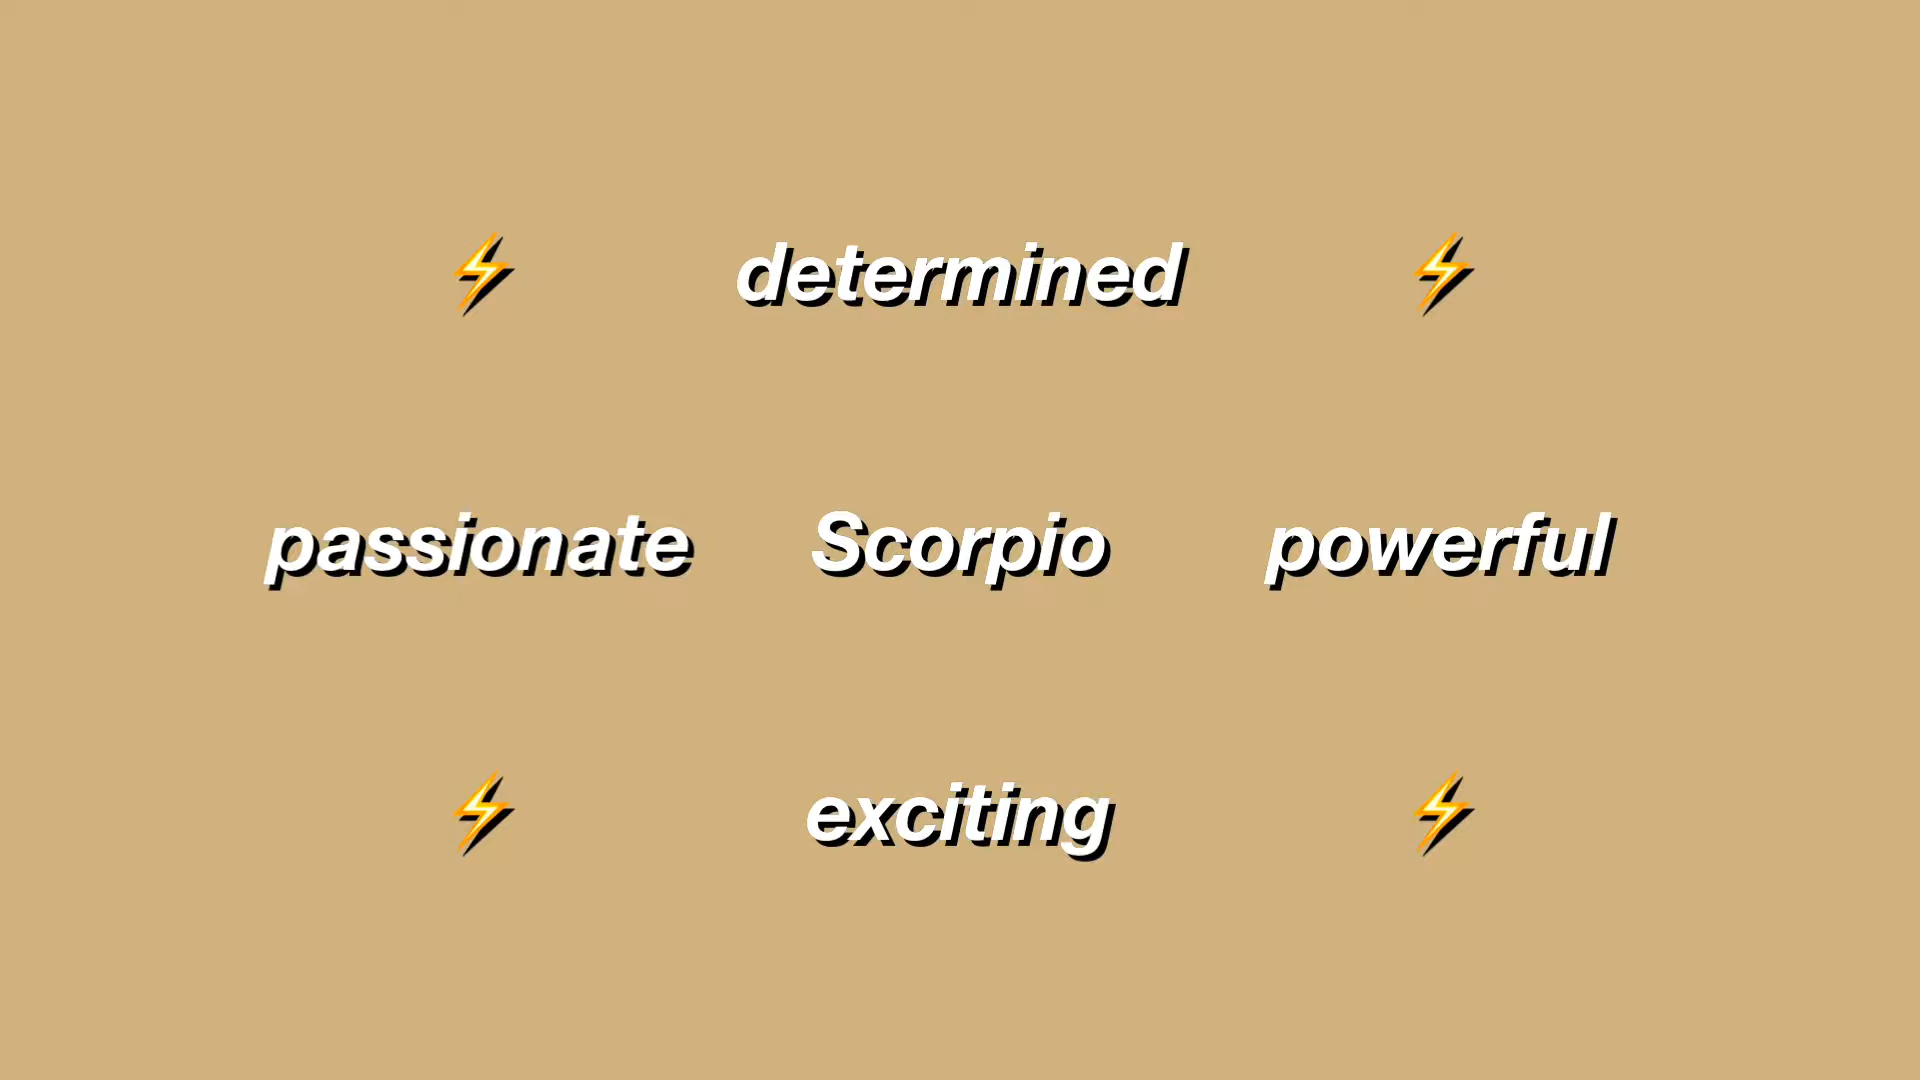 ⚡ determined ⚡
passionate Scorpio powerful
⚡ exciting ⚡